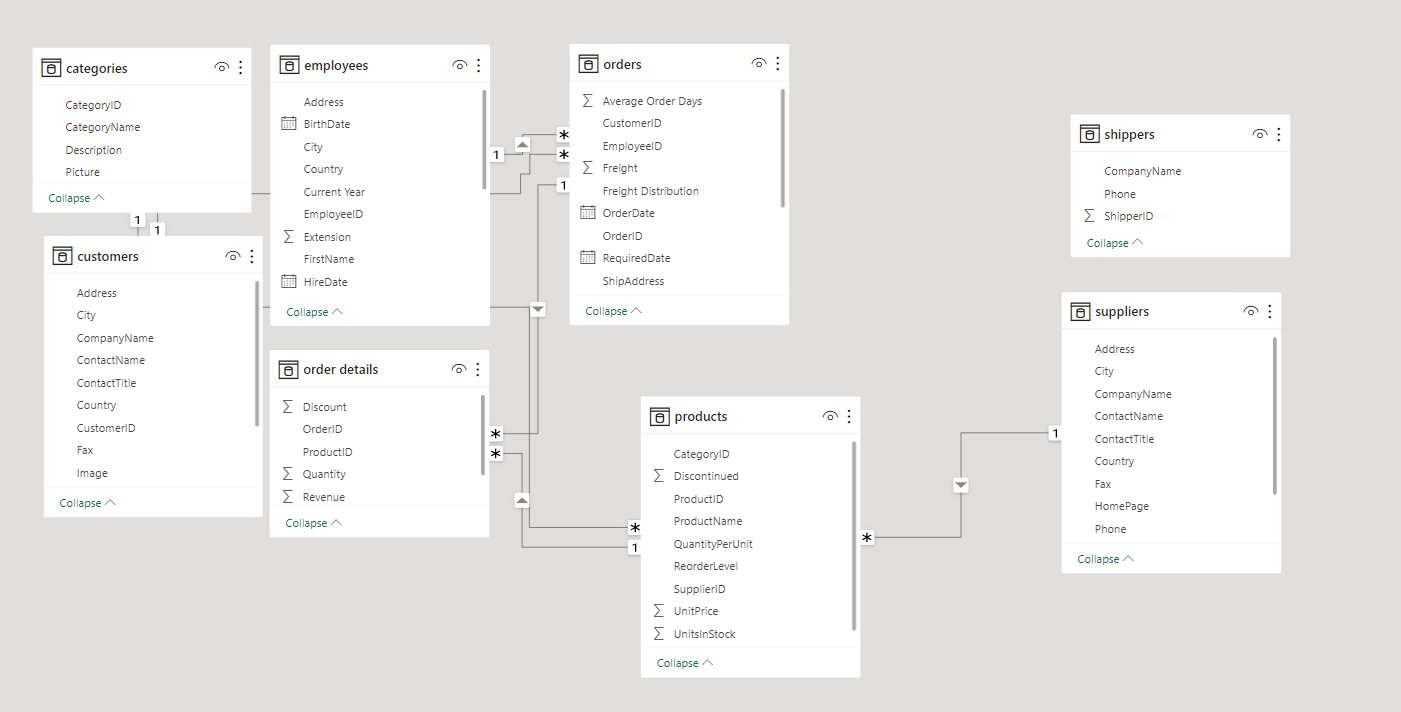 categories
CategoryID
CategoryName
Description
Picture
Collapse
1
1
customers
Address
City
CompanyName
ContactName
ContactTitle
Country
CustomerID
Fax
Image
Collapse
employees
Address
BirthDate
City
Country
Current Year
EmployeeID
Extension
FirstName
HireDate
Collapse
1
order details
Discount
OrderID
ProductID
Quantity
Revenue
Collapse
*
*
orders
Average Order Days
CustomerID
EmployeeID
Freight
Freight Distribution
OrderDate
OrderID
RequiredDate
ShipAddress
Collapse
*
*
1
products
CategoryID
Discontinued
ProductID
ProductName
QuantityPerUnit
ReorderLevel
SupplierID
UnitPrice
UnitsInStock
Collapse
*
1
*
shippers
CompanyName
Phone
ShipperID
Collapse
suppliers
Address
City
CompanyName
ContactName
ContactTitle
Country
Fax
HomePage
Phone
Collapse
1